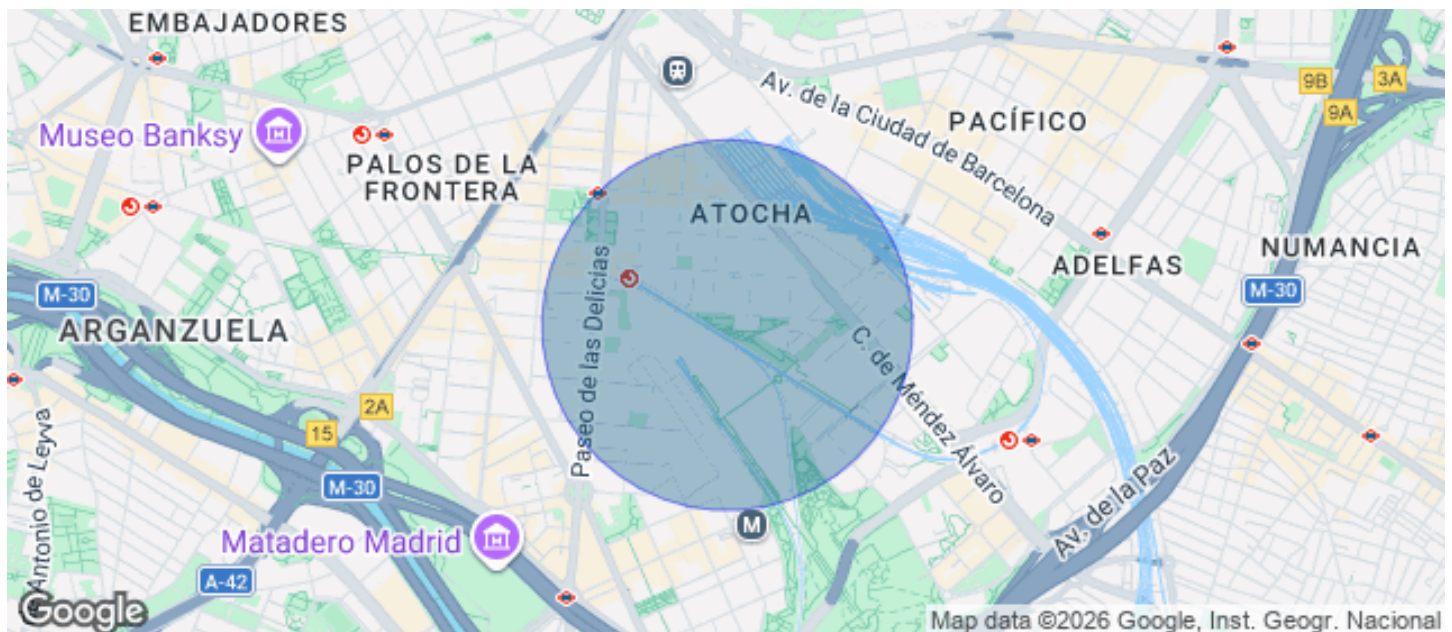 EMBAJADORES
Museo Banksy
PALOS DE LA
FRONTERA
Av. de la Ciudad de Barcelona
PACÍFICO
9B
3A
9A
ATOCHA
Paseo de las Delicias
ADELFAS
NUMANCIA
M-30
M-30
ARGANZUELA
C. de Méndez Álvaro
2A
15
M-30
Antonio de Leyva
Av. de la Paz
M
Matadero Madrid
A-42
Google
Map data ©2026 Google, Inst. Geogr. Nacional